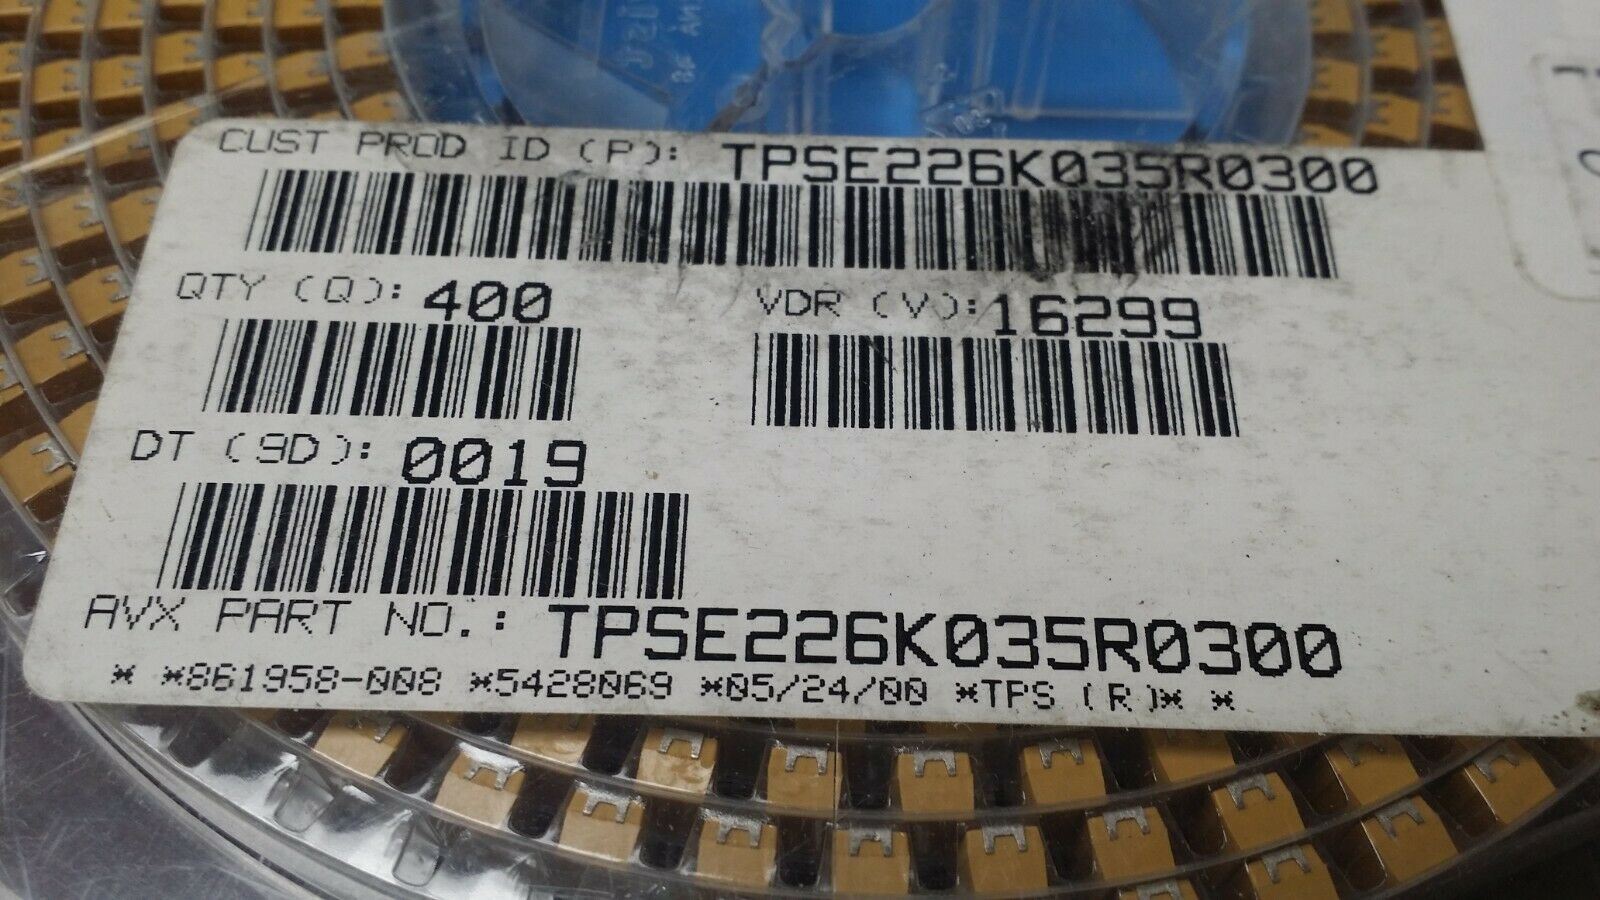 CUST PROD ID (P): TPSE226K035R0300
QTY (Q): 400
VDR (V): 16299
DT (9D): 0019
AVX PART NO.: TPSE226K035R0300
* *861958-008 *5428069 *05/24/00 *TPS (R)* *